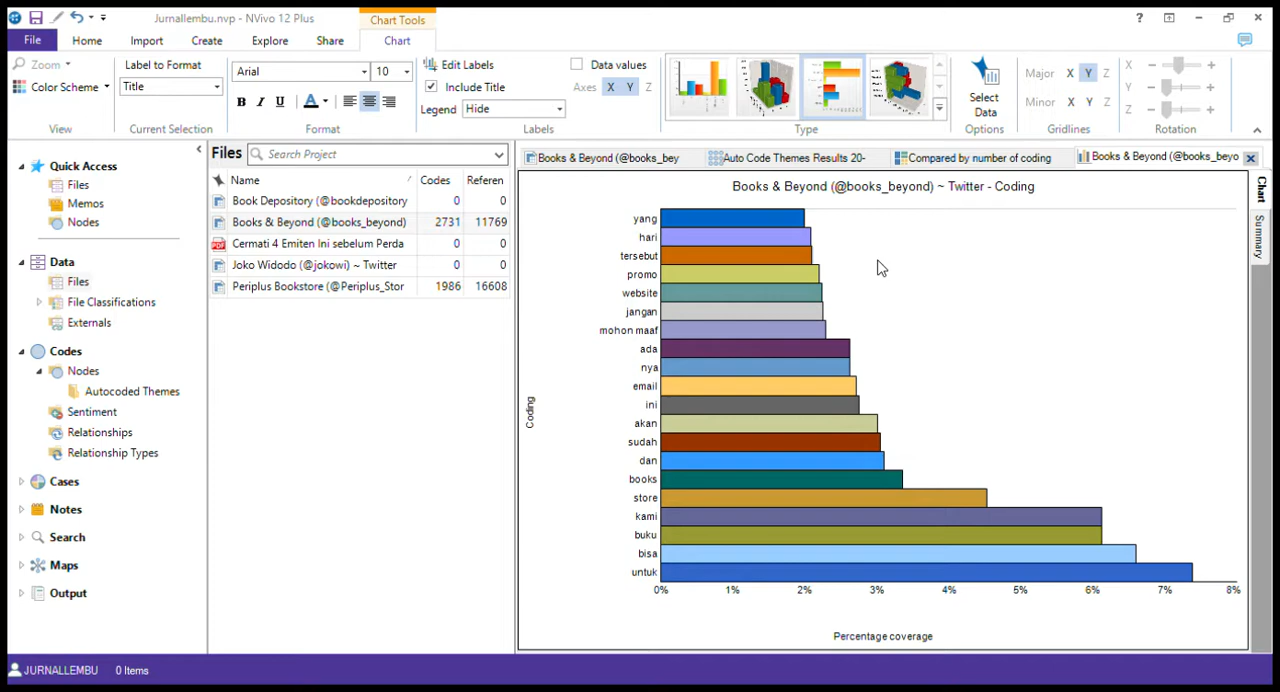 Jurnallembu.nvp - NVivo 12 Plus
Chart Tools
?
File
Home
Import
Create
Explore
Share
Chart
Zoom
Color Scheme
View
Label to Format
Title
Current Selection
Arial
10
B I U A
Format
Edit Labels
Include Title
Legend Hide
Data values
Axes X Y Z
Labels
Type
Select
Data
Options
Major X Y Z
Minor X Y Z
Gridlines
X
Y
Z
Rotation
Quick Access
Files
Memos
Nodes
Data
Files
File Classifications
Externals
Codes
Nodes
Autocoded Themes
Sentiment
Relationships
Relationship Types
Cases
Notes
Search
Maps
Output
Files
Search Project
Name Codes Referen
Book Depository (@bookdepository 0 0
Books & Beyond (@books_beyond) 2731 11769
Cermati 4 Emiten Ini sebelum Perda 0 0
Joko Widodo (@jokowi) ~ Twitter 0 0
Periplus Bookstore (@Periplus_Stor 1986 16608
Books & Beyond (@books_bey
Auto Code Themes Results 20-
Compared by number of coding
Books & Beyond (@books_beyo
Chart
Summary
Books & Beyond (@books_beyond) ~ Twitter - Coding
Coding
yang
hari
tersebut
promo
website
jangan
mohon maaf
ada
nya
email
ini
akan
sudah
dan
books
store
kami
buku
bisa
untuk
0% 1% 2% 3% 4% 5% 6% 7% 8%
Percentage coverage
JURNALLEMBU 0 Items